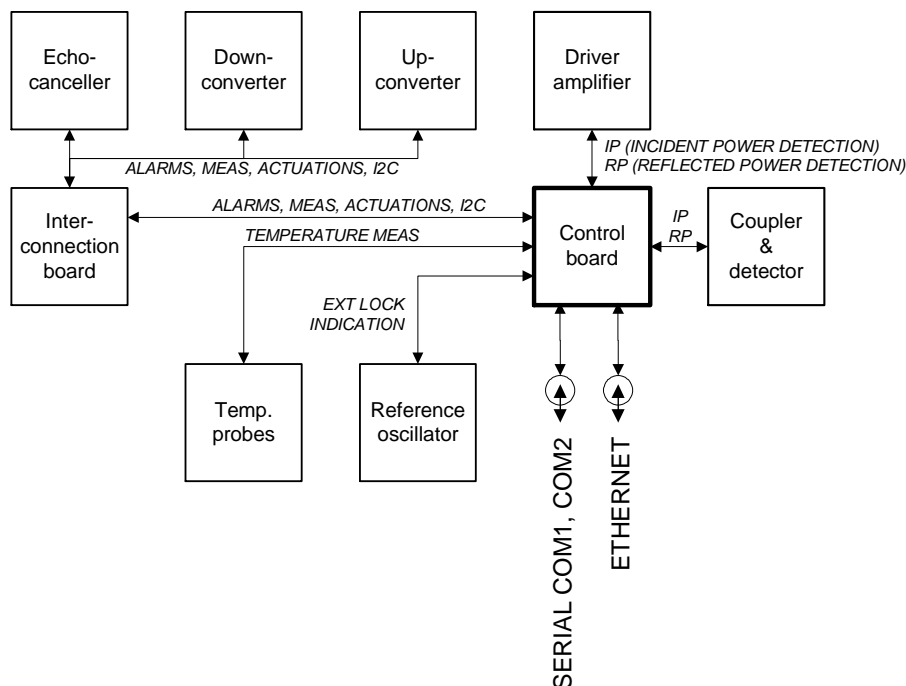 Echo-
canceller
Down-
converter
Up-
converter
Driver
amplifier
IP (INCIDENT POWER DETECTION)
RP (REFLECTED POWER DETECTION)
ALARMS, MEAS, ACTUATIONS, I2C
Inter-
connection
board
ALARMS, MEAS, ACTUATIONS, I2C
TEMPERATURE MEAS
Control
board
IP
RP
Coupler
&
detector
EXT LOCK
INDICATION
Temp.
probes
Reference
oscillator
SERIAL COM1, COM2
ETHERNET